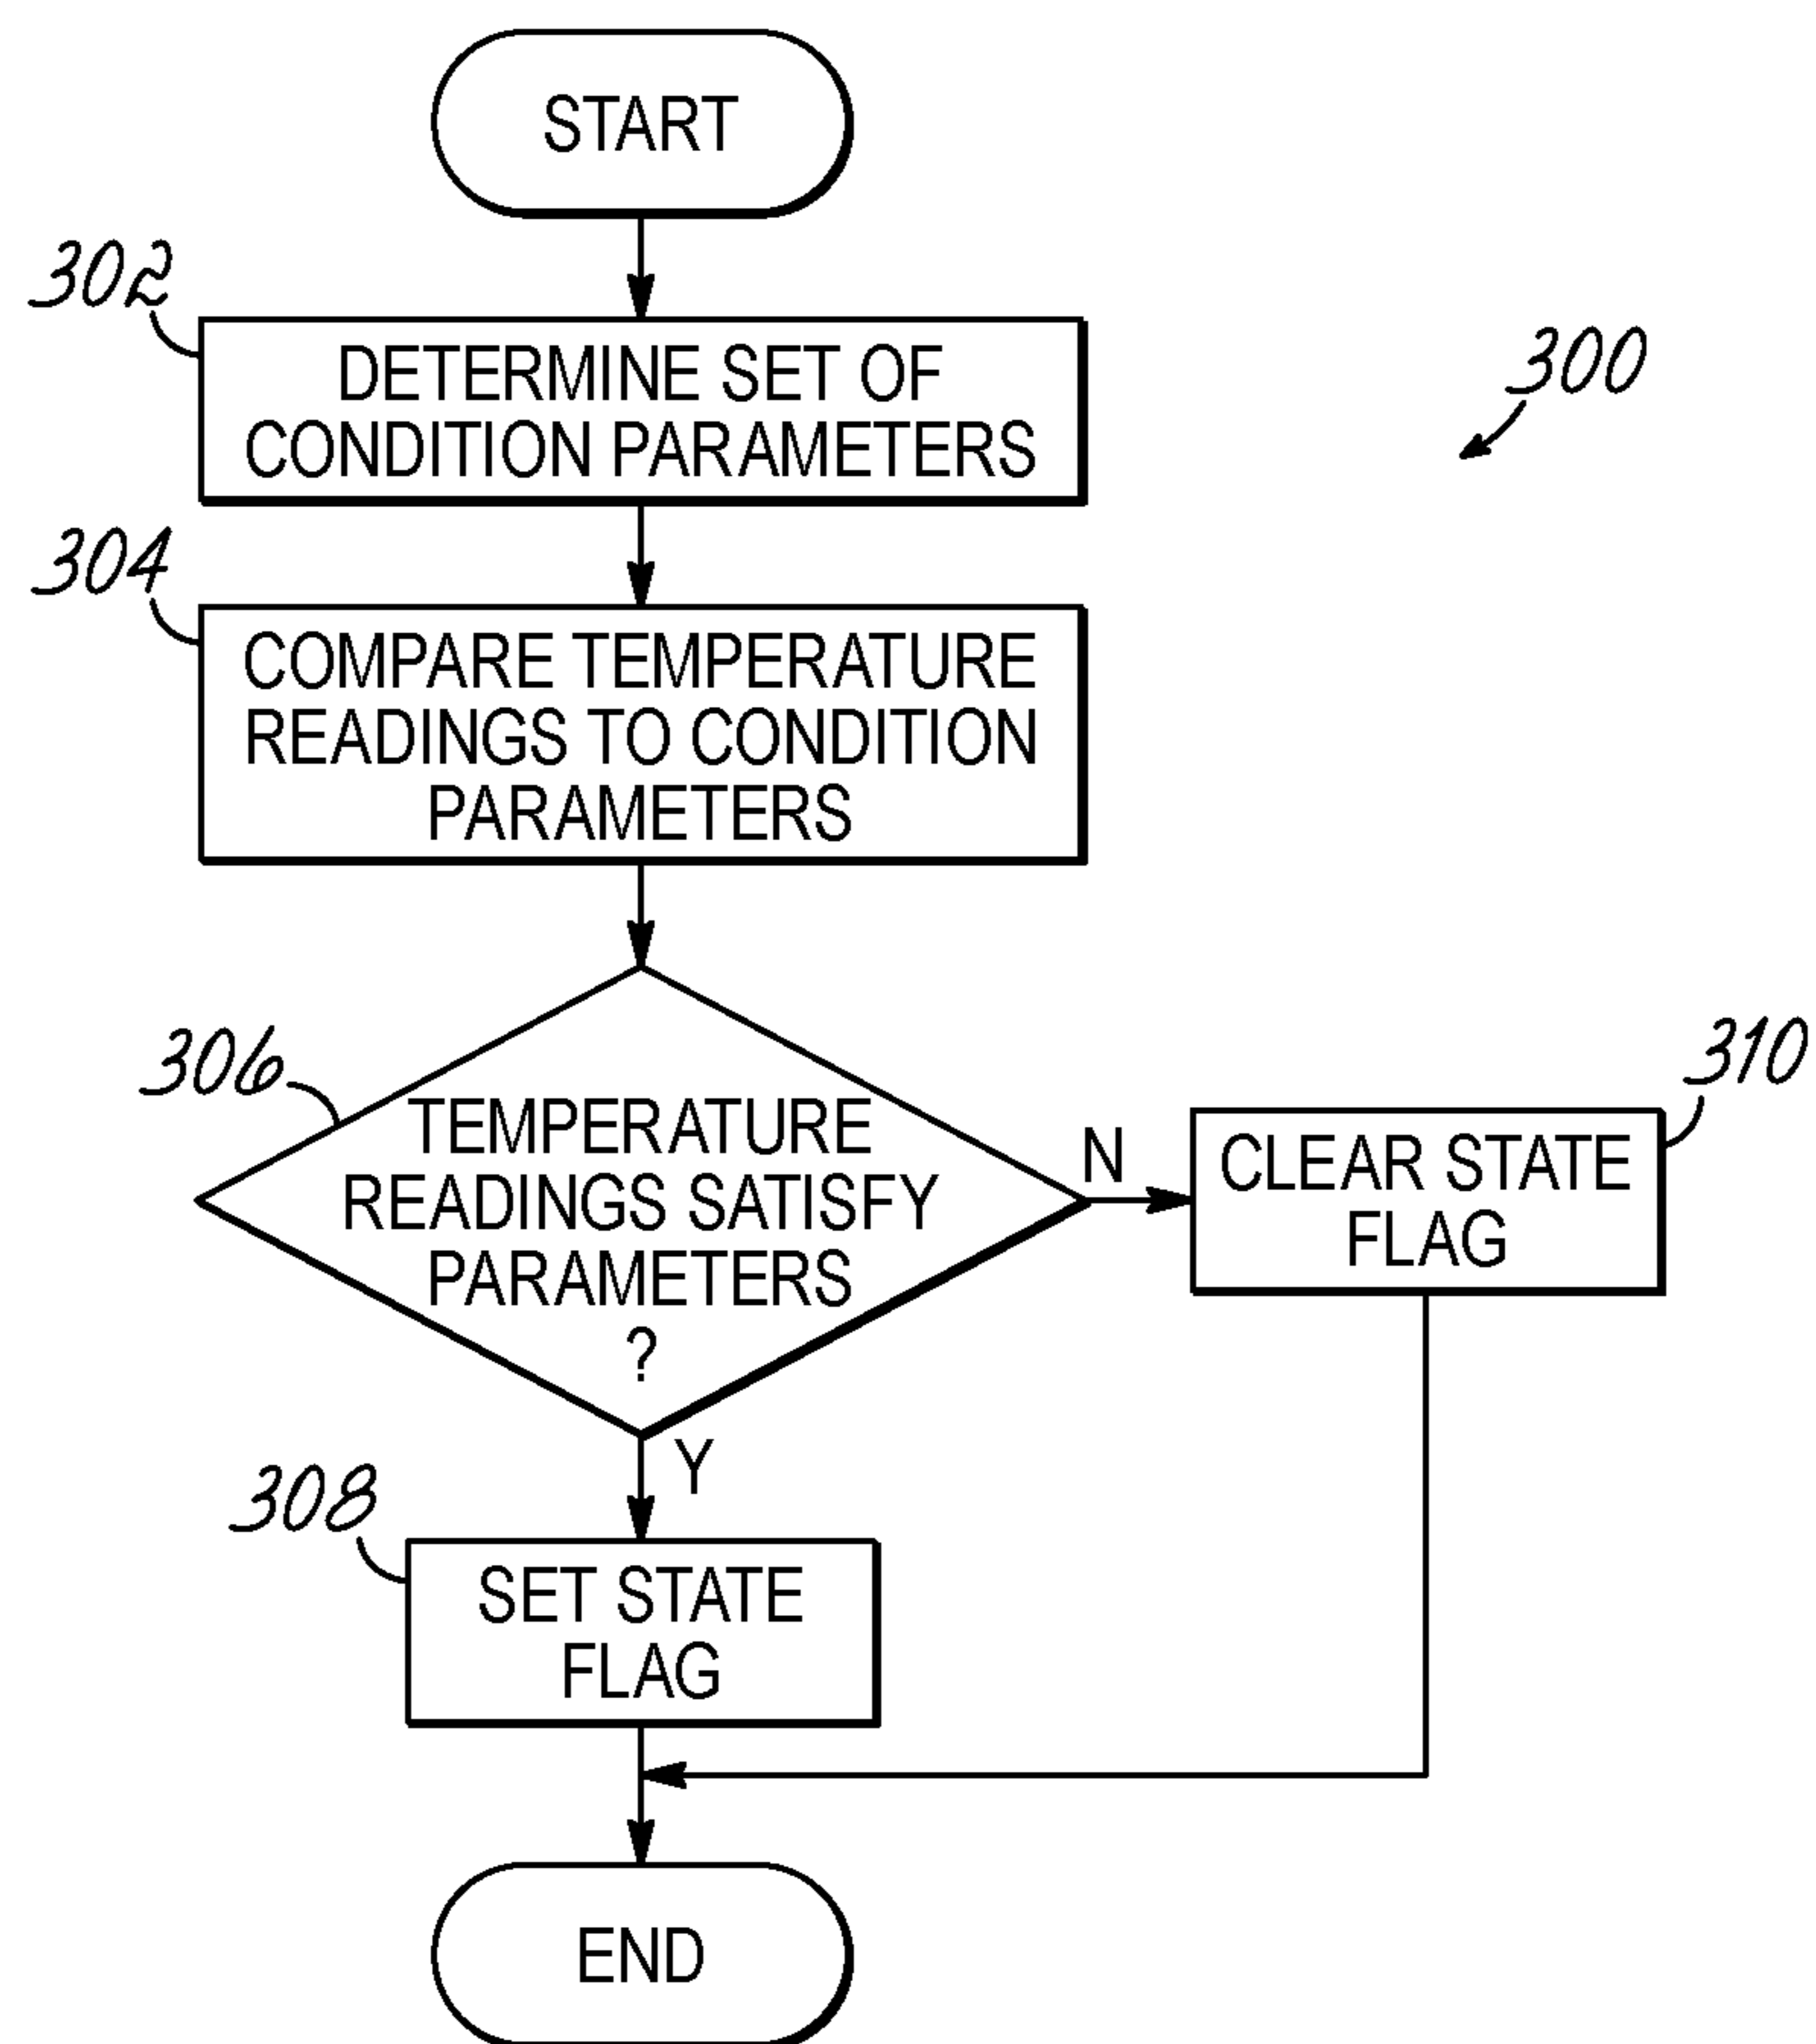 START
302
DETERMINE SET OF
CONDITION PARAMETERS
300
304
COMPARE TEMPERATURE
READINGS TO CONDITION
PARAMETERS
306
TEMPERATURE
READINGS SATISFY
PARAMETERS
?
N
310
CLEAR STATE
FLAG
Y
308
SET STATE
FLAG
END